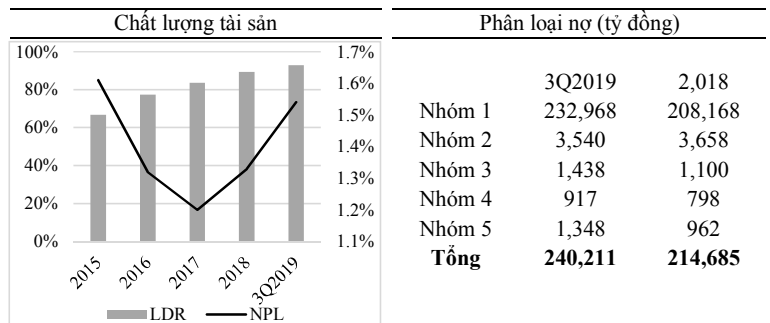 Chất lượng tài sản
100%
80%
60%
40%
20%
0%
1.7%
1.6%
1.5%
1.4%
1.3%
1.2%
1.1%
2015
2016
2017
2018
3Q2019
LDR
NPL
Phân loại nợ (tỷ đồng)
3Q2019 2,018
Nhóm 1 232,968 208,168
Nhóm 2 3,540 3,658
Nhóm 3 1,438 1,100
Nhóm 4 917 798
Nhóm 5 1,348 962
Tổng 240,211 214,685